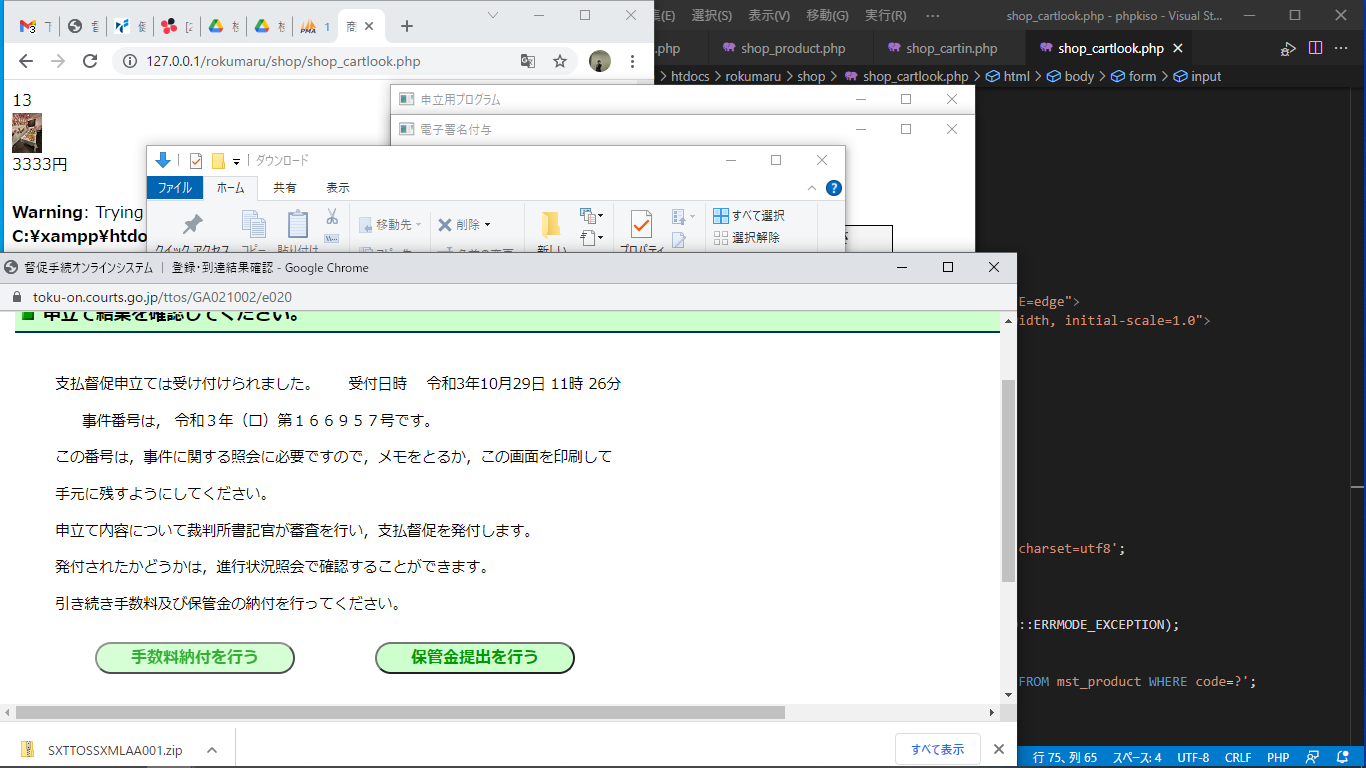 商
127.0.0.1/rokumaru/shop/shop_cartlook.php
13
3333円
Warning: Trying
C:¥xampp¥htdo
選択(S) 表示(V) 移動(G) 実行(R) ···
shop_cartlook.php - phpkiso - Visual St...
.php shop_product.php shop_cartin.php shop_cartlook.php
htdocs › rokumaru › shop › shop_cartlook.php › html › body › form › input
申立用プログラム
電子署名付与
ダウンロード
ファイル ホーム 共有 表示
移動先 削除 すべて選択
選択解除
クイック アクセス コピー 貼り付け 新しい プロパティ
督促手続オンラインシステム | 登録・到達結果確認 - Google Chrome
toku-on.courts.go.jp/ttos/GA021002/e020
申立て結果を確認してください。
支払督促申立ては受け付けられました。 受付日時 令和3年10月29日 11時 26分
事件番号は， 令和３年（ロ）第１６６９５７号です。
この番号は，事件に関する照会に必要ですので，メモをとるか，この画面を印刷して
手元に残すようにしてください。
申立て内容について裁判所書記官が審査を行い，支払督促を発付します。
発付されたかどうかは，進行状況照会で確認することができます。
引き続き手数料及び保管金の納付を行ってください。
手数料納付を行う 保管金提出を行う
SXTTOSSXMLAA001.zip
すべて表示
E=edge">
idth, initial-scale=1.0">
charset=utf8';
::ERRMODE_EXCEPTION);
FROM mst_product WHERE code=?';
行 75、列 65 スペース: 4 UTF-8 CRLF PHP